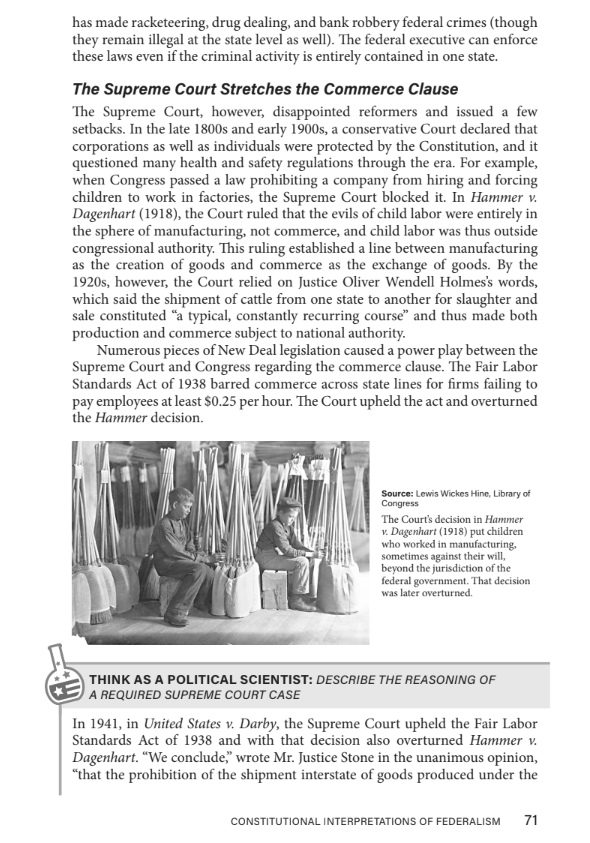 has made racketeering, drug dealing, and bank robbery federal crimes (though
they remain illegal at the state level as well). The federal executive can enforce
these laws even if the criminal activity is entirely contained in one state.
The Supreme Court Stretches the Commerce Clause
The Supreme Court, however, disappointed reformers and issued a few
setbacks. In the late 1800s and early 1900s, a conservative Court declared that
corporations as well as individuals were protected by the Constitution, and it
questioned many health and safety regulations through the era. For example,
when Congress passed a law prohibiting a company from hiring and forcing
children to work in factories, the Supreme Court blocked it. In Hammer v.
Dagenhart (1918), the Court ruled that the evils of child labor were entirely in
the sphere of manufacturing, not commerce, and child labor was thus outside
congressional authority. This ruling established a line between manufacturing
as the creation of goods and commerce as the exchange of goods. By the
1920s, however, the Court relied on Justice Oliver Wendell Holmes’s words,
which said the shipment of cattle from one state to another for slaughter and
sale constituted “a typical, constantly recurring course” and thus made both
production and commerce subject to national authority.
Numerous pieces of New Deal legislation caused a power play between the
Supreme Court and Congress regarding the commerce clause. The Fair Labor
Standards Act of 1938 barred commerce across state lines for firms failing to
pay employees at least $0.25 per hour. The Court upheld the act and overturned
the Hammer decision.
Source: Lewis Wickes Hine, Library of
Congress
The Court’s decision in Hammer
v. Dagenhart (1918) put children
who worked in manufacturing,
sometimes against their will,
beyond the jurisdiction of the
federal government. That decision
was later overturned.
THINK AS A POLITICAL SCIENTIST: DESCRIBE THE REASONING OF
A REQUIRED SUPREME COURT CASE
In 1941, in United States v. Darby, the Supreme Court upheld the Fair Labor
Standards Act of 1938 and with that decision also overturned Hammer v.
Dagenhart. “We conclude,” wrote Mr. Justice Stone in the unanimous opinion,
“that the prohibition of the shipment interstate of goods produced under the
CONSTITUTIONAL INTERPRETATIONS OF FEDERALISM 71